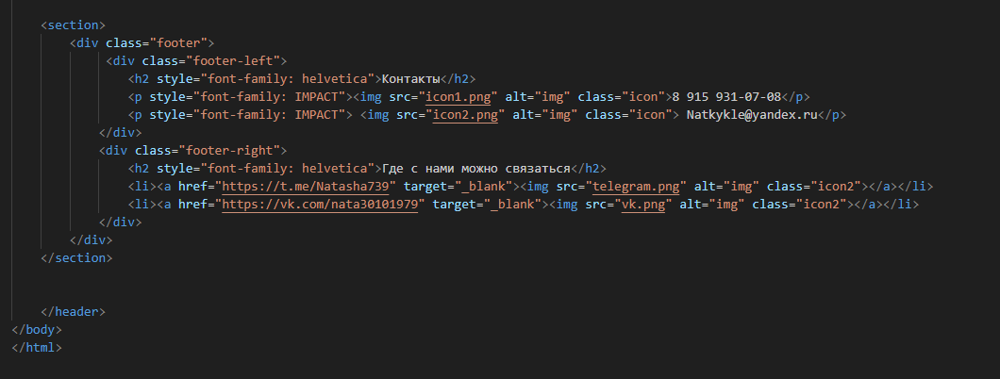 <section>
<div class="footer">
<div class="footer-left">
<h2 style="font-family: helvetica">Контакты</h2>
<p style="font-family: IMPACT"><img src="icon1.png" alt="img" class="icon">8 915 931-07-08</p>
<p style="font-family: IMPACT"> <img src="icon2.png" alt="img" class="icon"> Natkykle@yandex.ru</p>
</div>
<div class="footer-right">
<h2 style="font-family: helvetica">Где с нами можно связаться</h2>
<li><a href="https://t.me/Natasha739" target="_blank"><img src="telegram.png" alt="img" class="icon2"></a></li>
<li><a href="https://vk.com/nata30101979" target="_blank"><img src="vk.png" alt="img" class="icon2"></a></li>
</div>
</div>
</section>
</header>
</body>
</html>